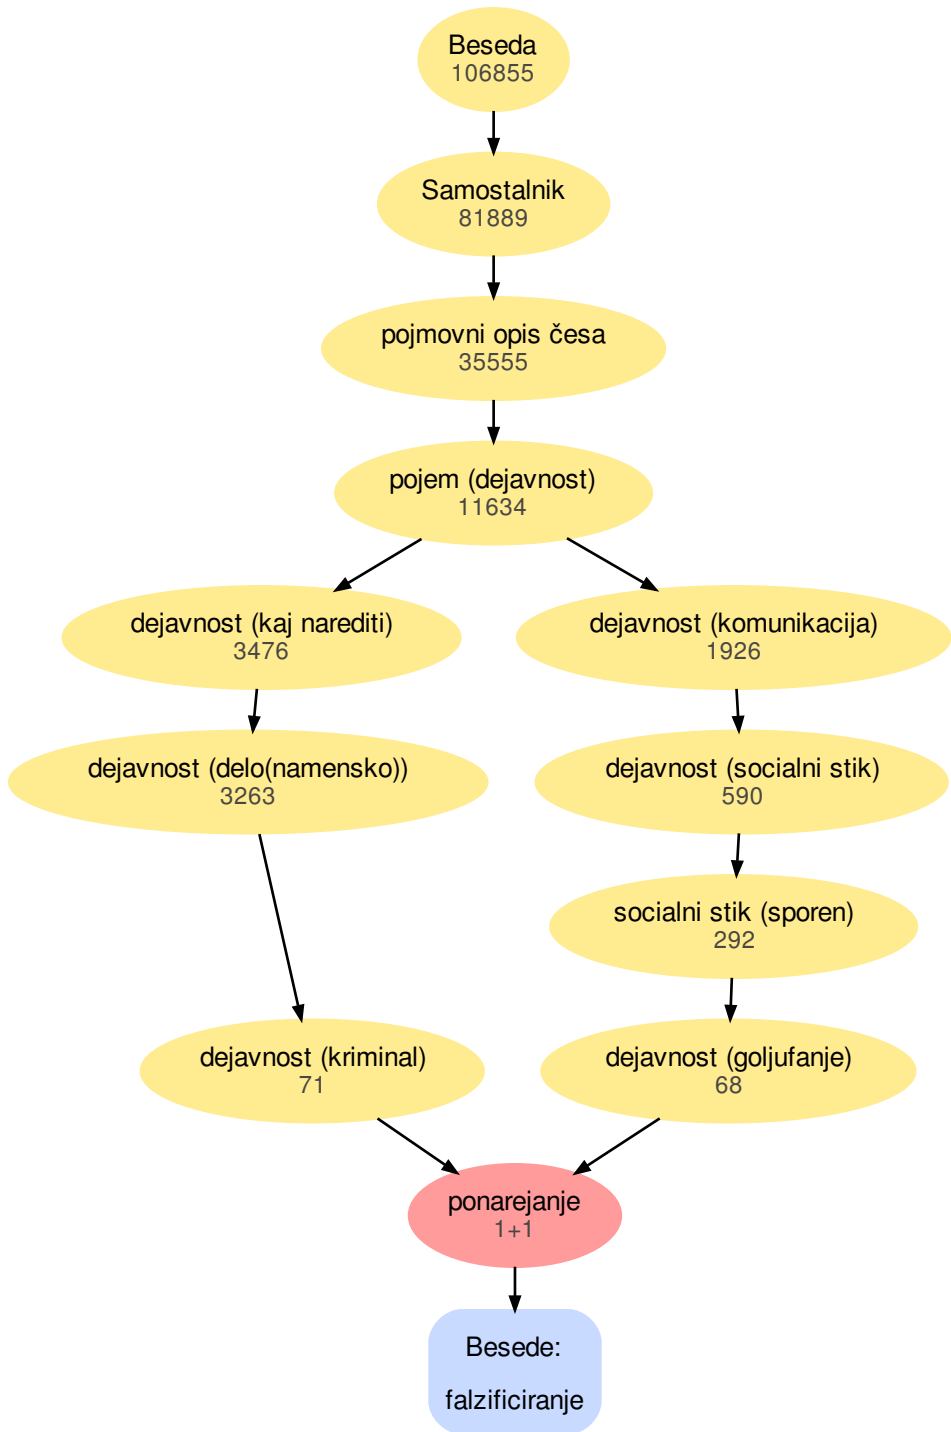 Beseda
106855
Samostalnik
81889
pojmovni opis česa
35555
pojem (dejavnost)
11634
dejavnost (kaj narediti)
3476
dejavnost (komunikacija)
1926
dejavnost (delo(namensko))
3263
dejavnost (socialni stik)
590
socialni stik (sporen)
292
dejavnost (kriminal)
71
dejavnost (goljufanje)
68
ponarejanje
1+1
Besede:
falzificiranje